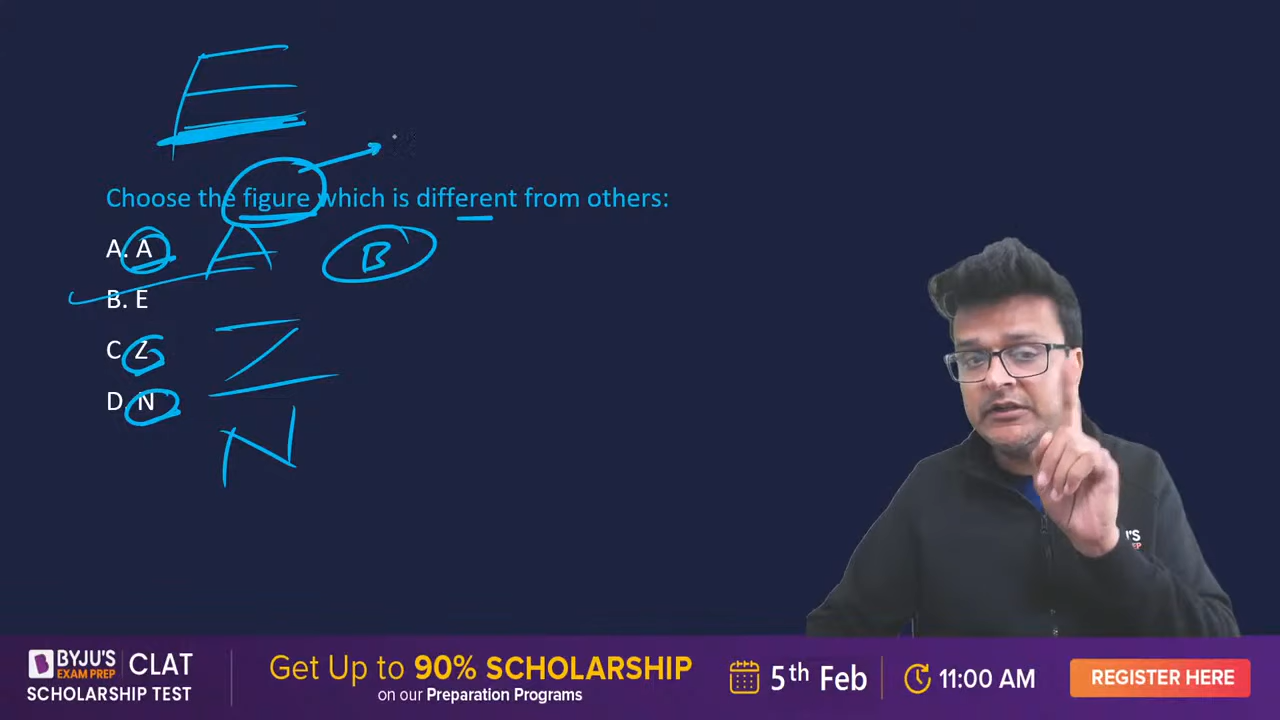 E
Choose the figure which is different from others:
A. A
A
B
B. E
C Z
Z
D N
N
BYJU'S
EXAM PREP
CLAT
SCHOLARSHIP TEST
Get Up to 90% SCHOLARSHIP
on our Preparation Programs
5th Feb
11:00 AM
REGISTER HERE